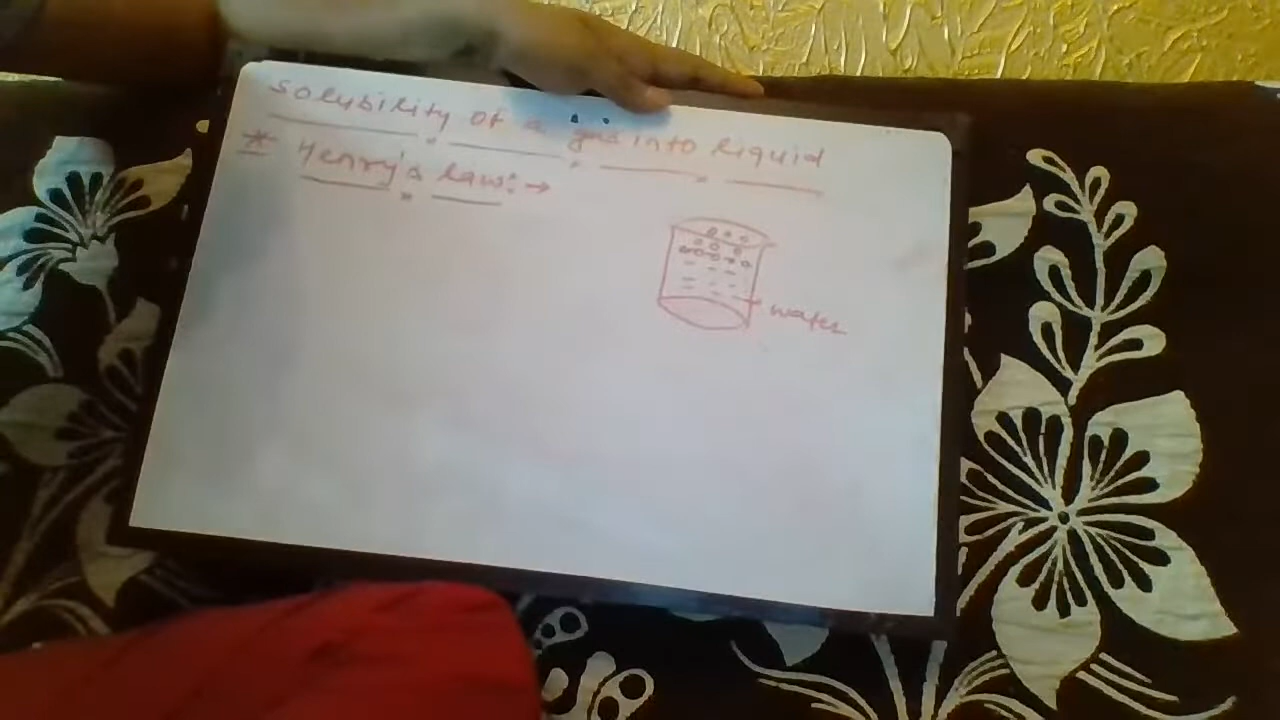 solubility of a gas into liquid
* Henry's law:→
water